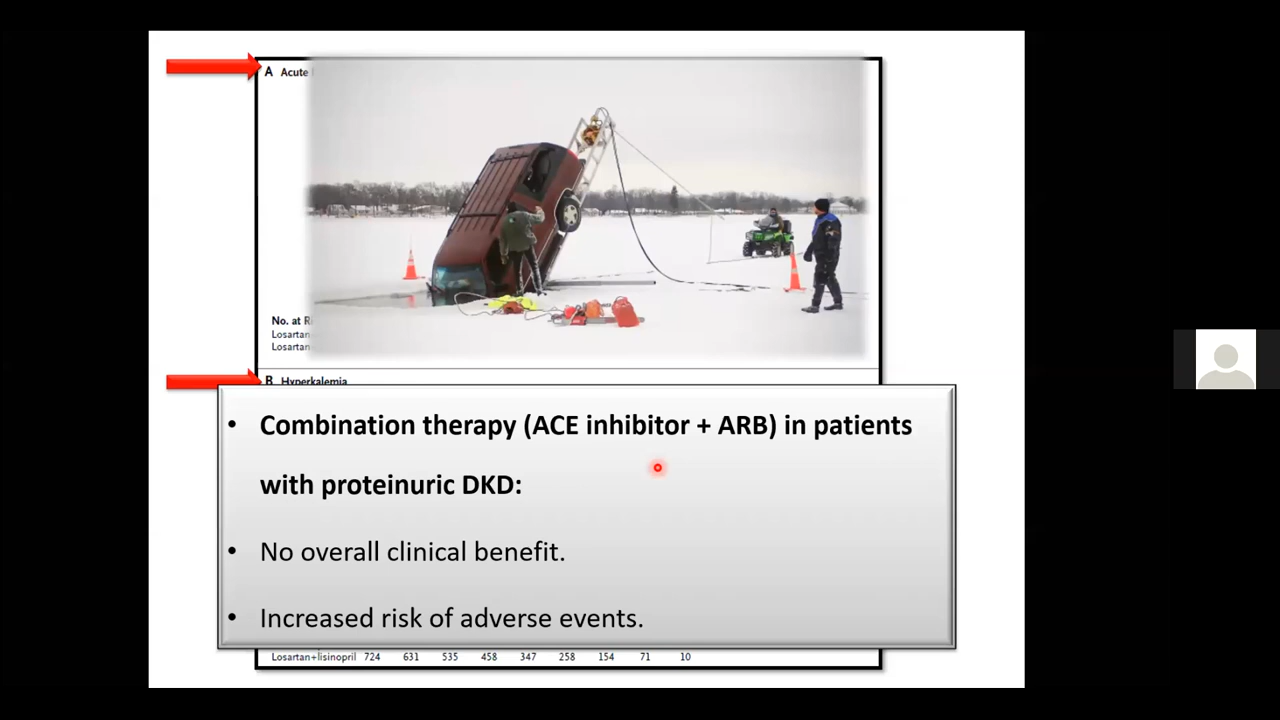 A Acute
No. at R
Losartan
Losartan
B Hyperkalemia
• Combination therapy (ACE inhibitor + ARB) in patients
with proteinuric DKD:
• No overall clinical benefit.
• Increased risk of adverse events.
Losartan+lisinopril 724 631 535 458 347 258 154 71 10